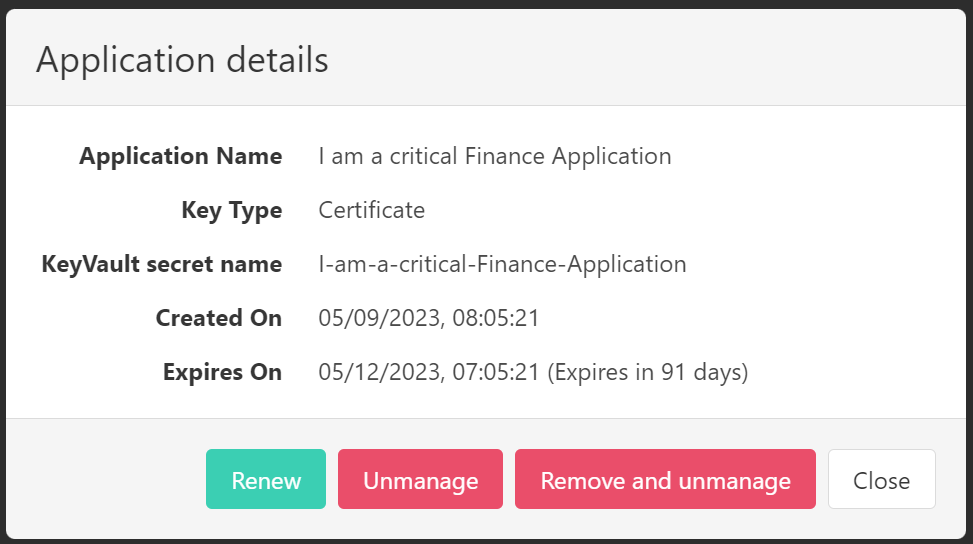 Application details
Application Name I am a critical Finance Application
Key Type Certificate
KeyVault secret name I-am-a-critical-Finance-Application
Created On 05/09/2023, 08:05:21
Expires On 05/12/2023, 07:05:21 (Expires in 91 days)
Renew Unmanage Remove and unmanage Close